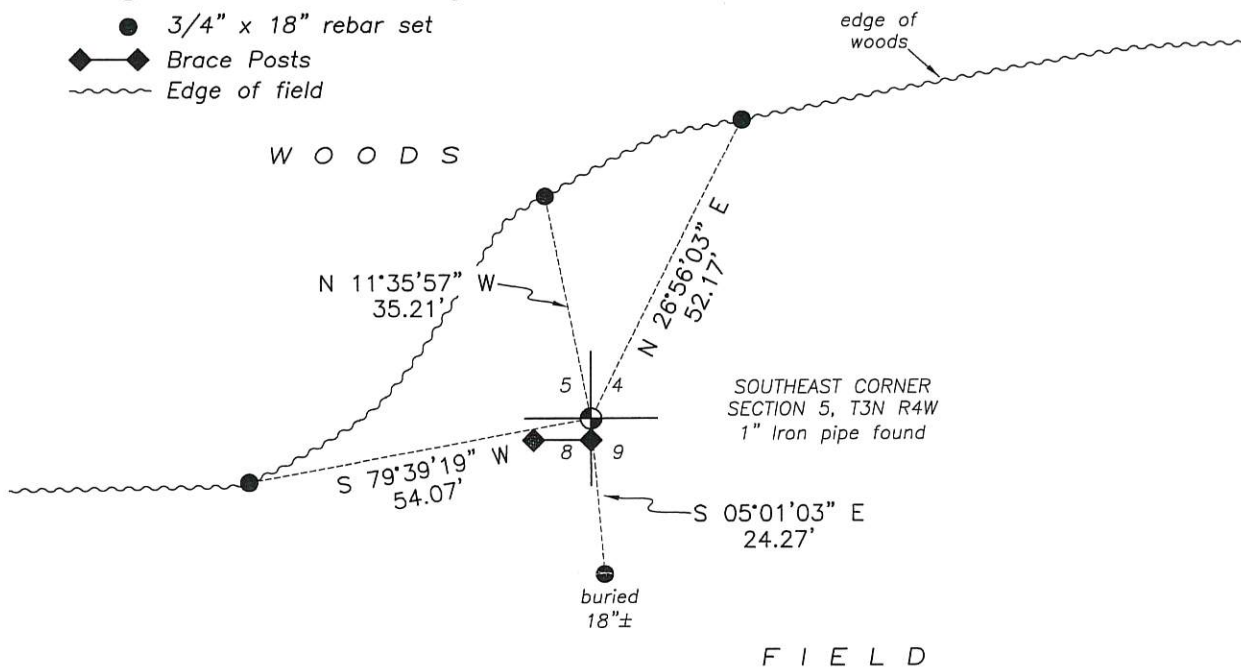 3/4" x 18" rebar set
Brace Posts
Edge of field
edge of
woods
W O O D S
N 11°35'57" W
35.21'
N 26°56'03" E
52.17'
5 4
SOUTHEAST CORNER
SECTION 5, T3N R4W
1" Iron pipe found
8 9
S 79°39'19" W
54.07'
S 05°01'03" E
24.27'
buried
18"±
F I E L D